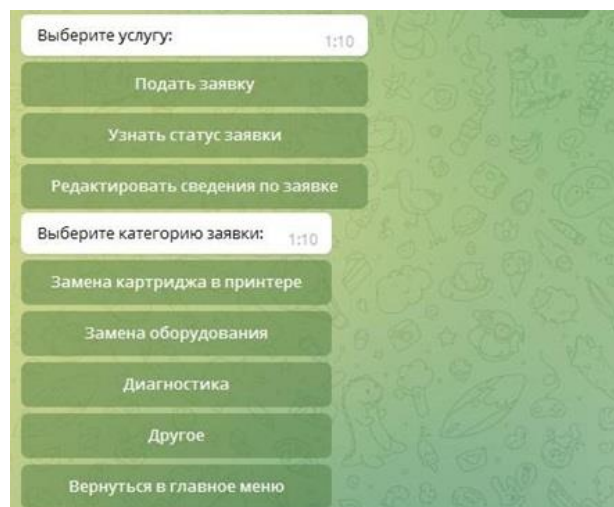 Выберите услугу:
1:10
Подать заявку
Узнать статус заявки
Редактировать сведения по заявке
Выберите категорию заявки:
1:10
Замена картриджа в принтере
Замена оборудования
Диагностика
Другое
Вернуться в главное меню